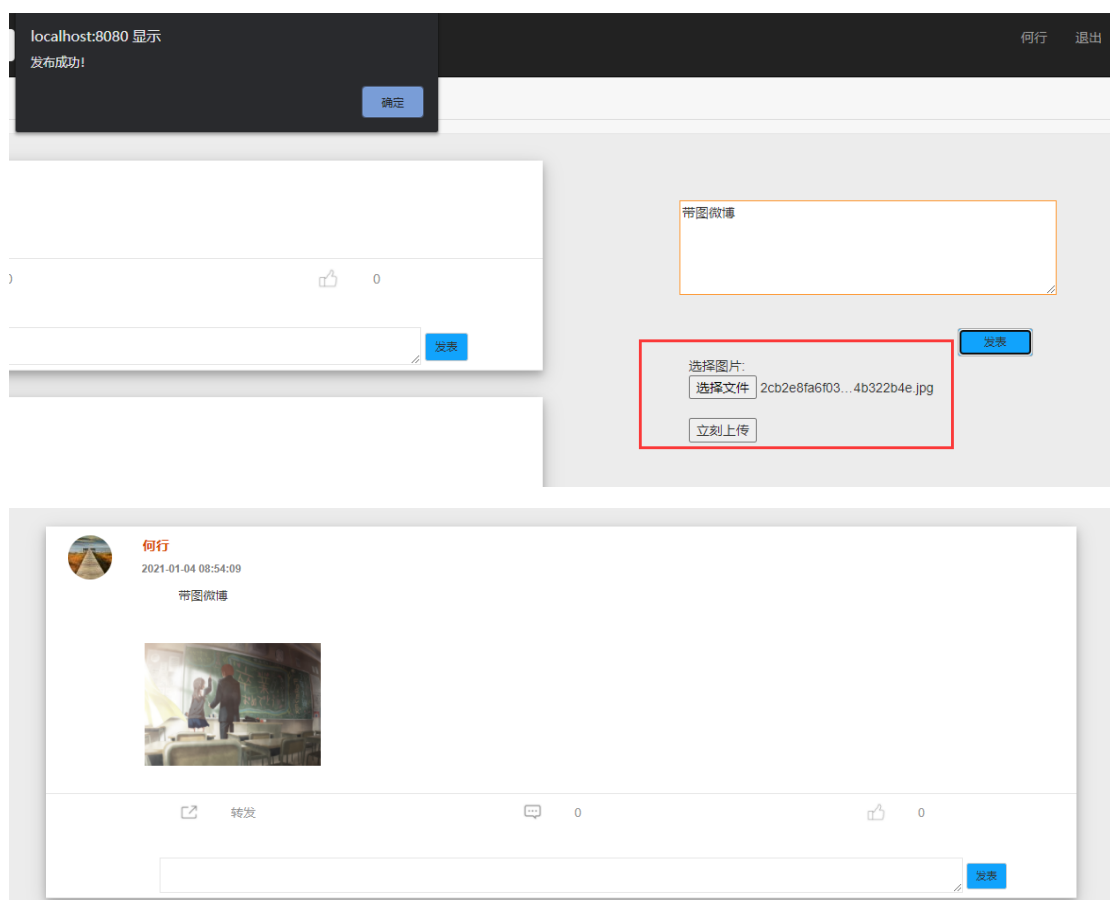 localhost:8080 显示
发布成功!
确定
何行 退出
带图微博
0
发表
发表
选择图片:
选择文件 2cb2e8fa6f03...4b322b4e.jpg
立刻上传
何行
2021-01-04 08:54:09
带图微博
转发 0 0
发表